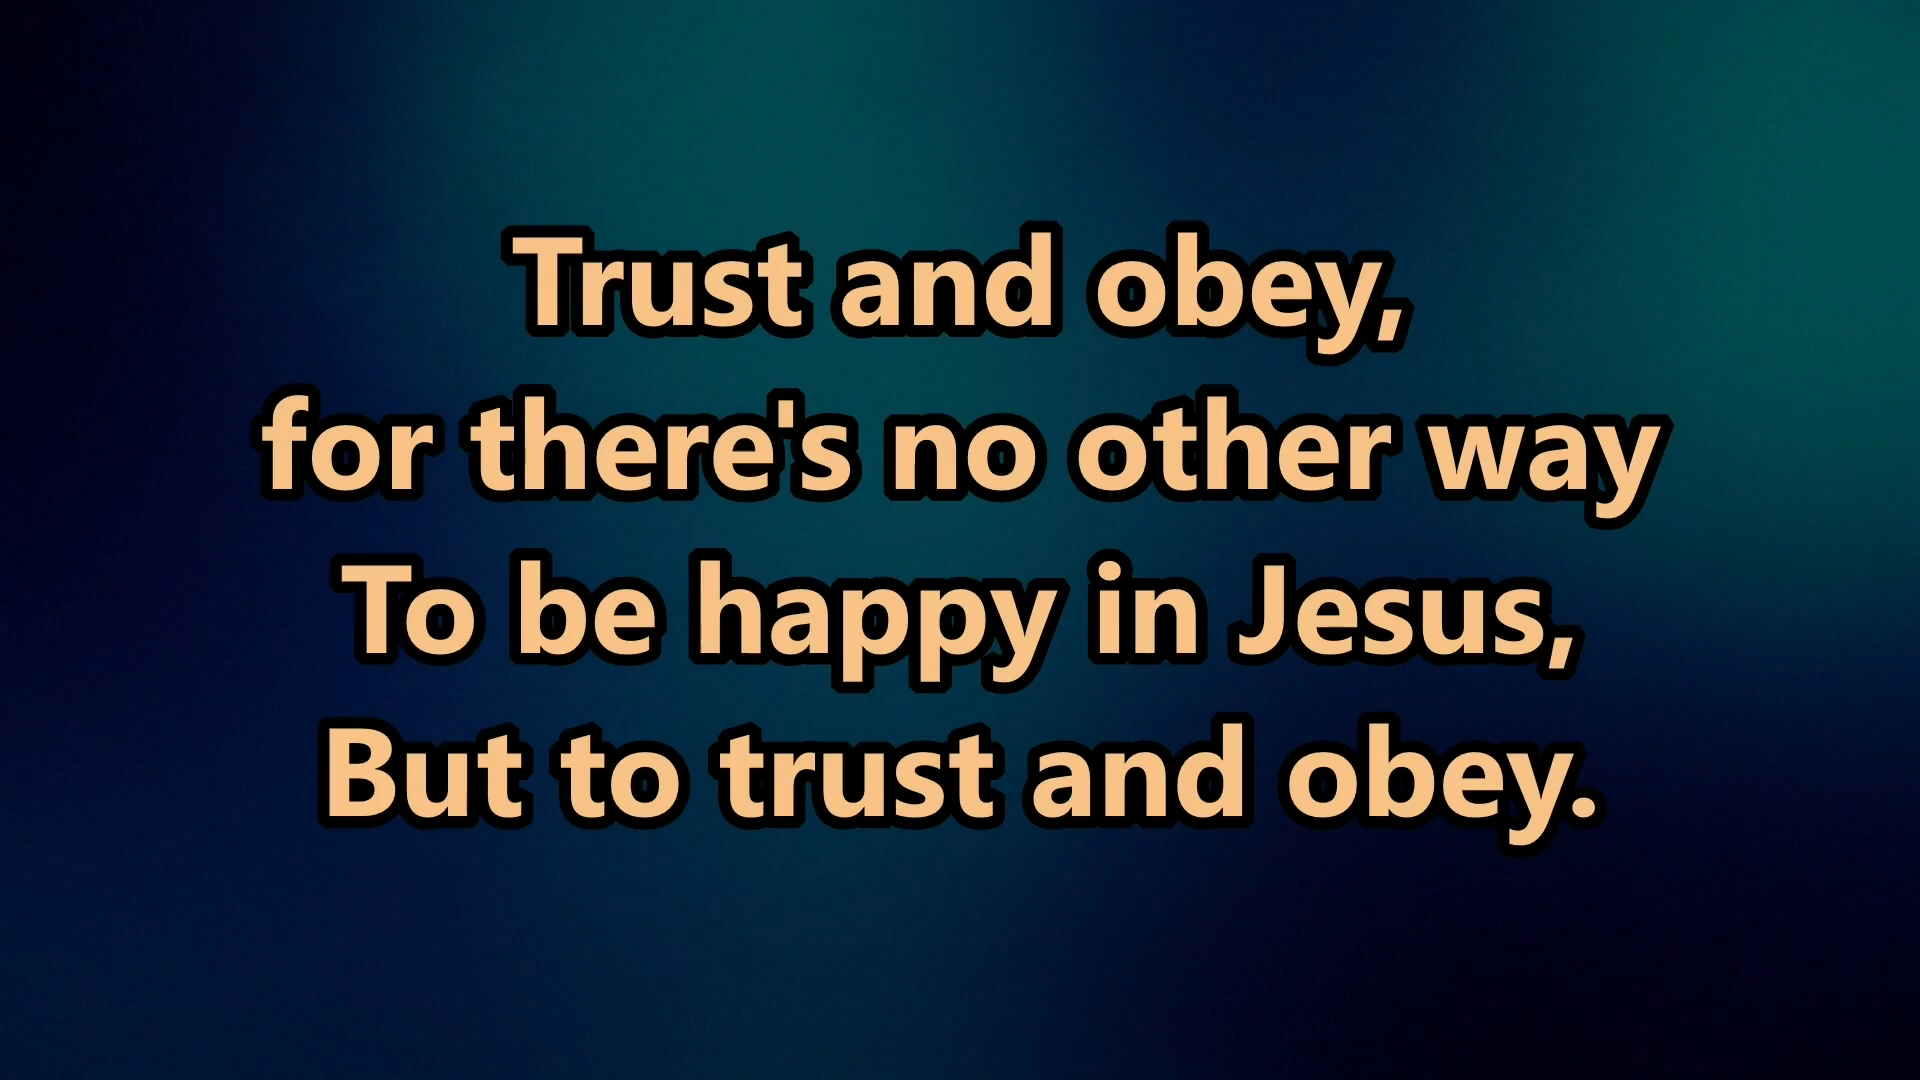 Trust and obey,
for there's no other way
To be happy in Jesus,
But to trust and obey.